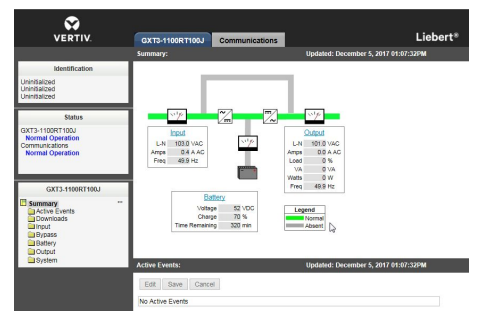 VERTIV.
GXT3-1100RT100J
Communications
Liebert®
Summary:
Updated: December 5, 2017 01:07:32PM
Identification
Uninitialized
Uninitialized
Uninitialized
Status
GXT3-1100RT100J
Normal Operation
Communications
Normal Operation
GXT3-1100RT100J
Summary
Active Events
Downloads
Input
Bypass
Battery
Output
System
Input
L-N 103.0 VAC
Amps 0.4 A AC
Freq 49.9 Hz
Output
L-N 101.0 VAC
Amps 0.0 A AC
Load 0 %
VA 0 VA
Watts 0 W
Freq 49.9 Hz
Battery
Voltage 52 VDC
Charge 70 %
Time Remaining 320 min
Legend
Normal
Absent
Active Events:
Updated: December 5, 2017 01:07:32PM
Edit Save Cancel
No Active Events